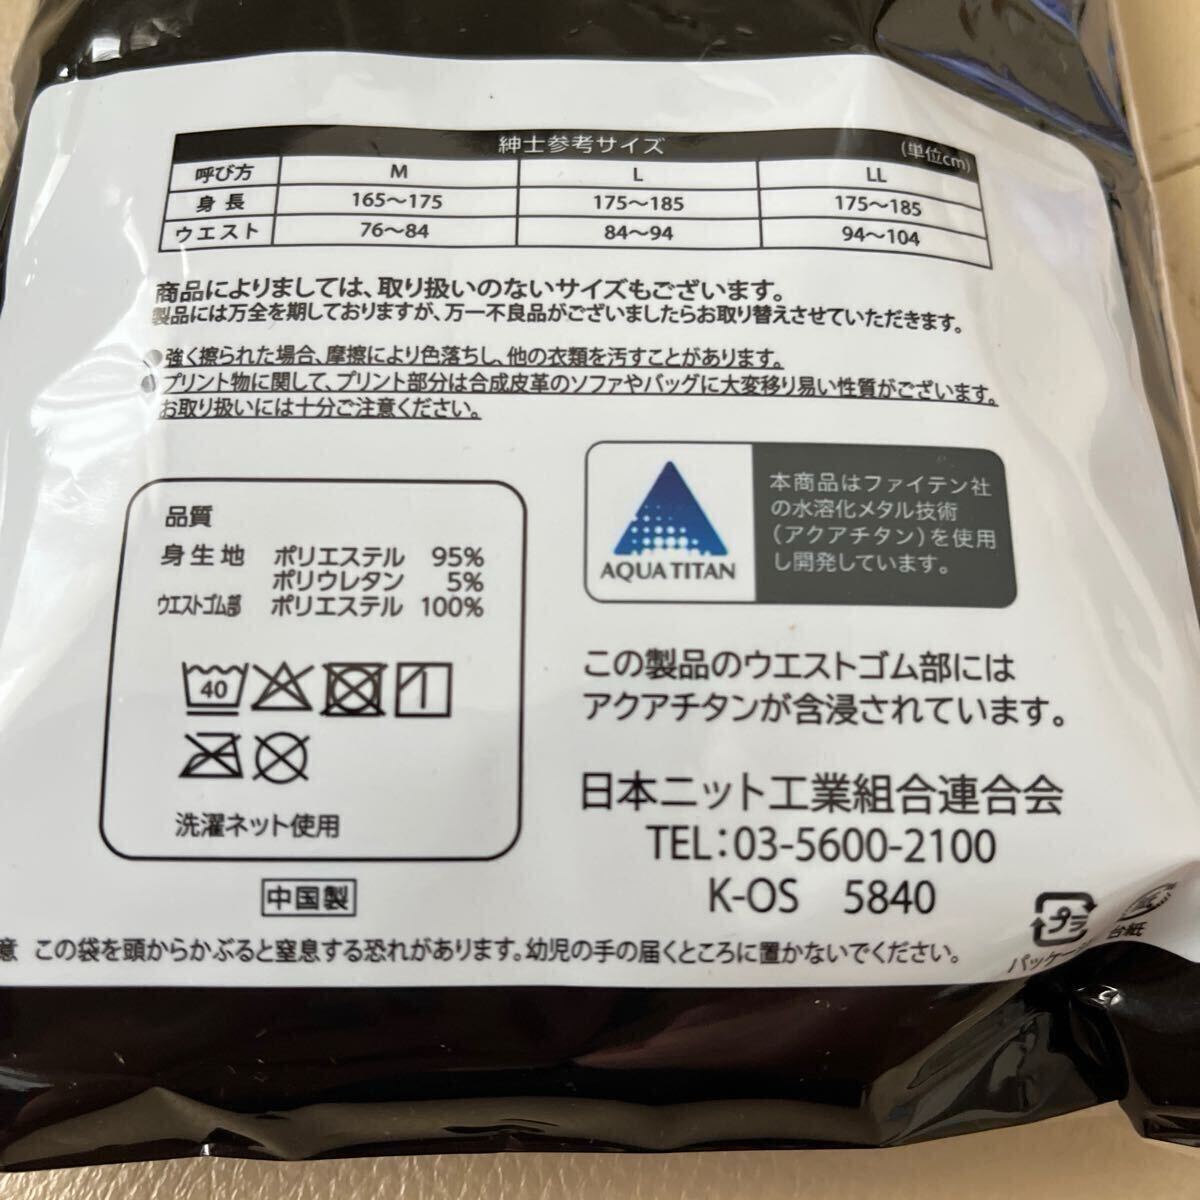 紳士参考サイズ (単位cm)
呼び方 M L LL
身長 165～175 175～185 175～185
ウエスト 76～84 84～94 94～104
商品によりましては、取り扱いのないサイズもございます。
製品には万全を期しておりますが、万一不良品がございましたらお取り替えさせていただきます。
●強く擦られた場合、摩擦により色落ちし、他の衣類を汚すことがあります。
●プリント物に関して、プリント部分は合成皮革のソファやバッグに大変移り易い性質がございます。
お取り扱いには十分ご注意ください。
品質
身生地 ポリエステル 95%
ポリウレタン 5%
ウエストゴム部 ポリエステル 100%
40
洗濯ネット使用
中国製
AQUA TITAN
本商品はファイテン社
の水溶化メタル技術
(アクアチタン)を使用
し開発しています。
この製品のウエストゴム部には
アクアチタンが含浸されています。
日本ニット工業組合連合会
TEL:03-5600-2100
K-OS 5840
プラ
パッケージ
台紙
意 この袋を頭からかぶると窒息する恐れがあります。幼児の手の届くところに置かないでください。